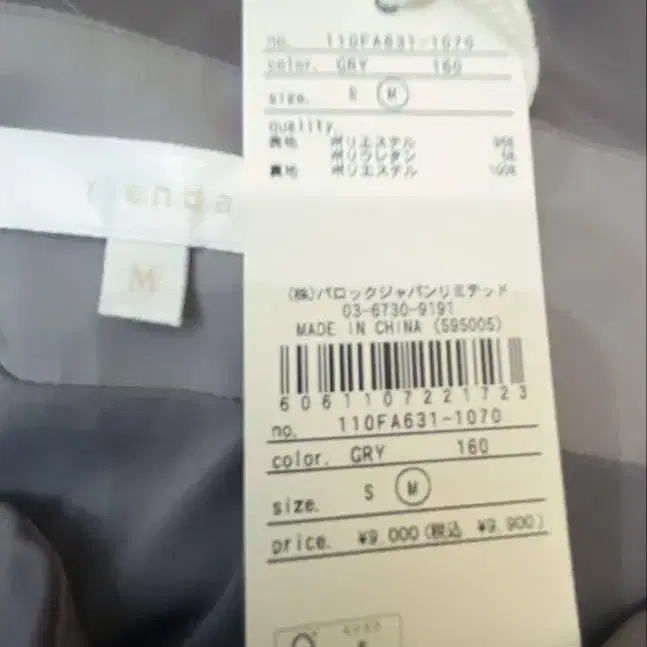 rienda
M
no. 110FA631-1070
color. GRY 160
size. S M
quality.
表地 ポリエステル 95%
ポリウレタン 5%
裏地 ポリエステル 100%
(株)バロックジャパンリミテッド
03-6730-9191
MADE IN CHINA (595005)
6061107221723
no. 110FA631-1070
color. GRY 160
size. S M
price. ¥9,000(税込 ¥9,900)